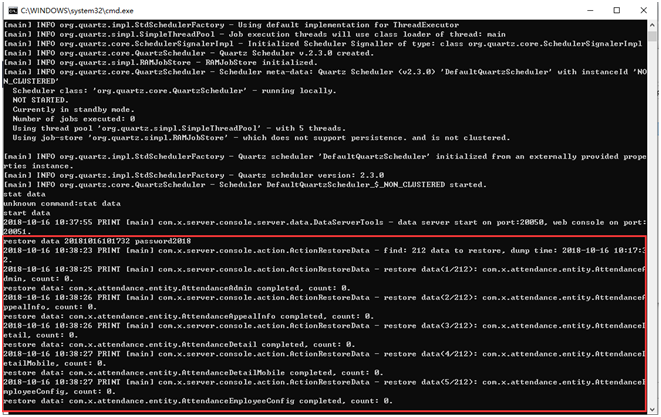 C:\WINDOWS\system32\cmd.exe
[main] INFO org.quartz.impl.StdSchedulerFactory - Using default implementation for ThreadExecutor
[main] INFO org.quartz.simpl.SimpleThreadPool - Job execution threads will use class loader of thread: main
[main] INFO org.quartz.core.SchedulerSignalerImpl - Initialized Scheduler Signaller of type: class org.quartz.core.SchedulerSignalerImpl
[main] INFO org.quartz.core.QuartzScheduler - Quartz Scheduler v.2.3.0 created.
[main] INFO org.quartz.simpl.RAMJobStore - RAMJobStore initialized.
[main] INFO org.quartz.core.QuartzScheduler - Scheduler meta-data: Quartz Scheduler (v2.3.0) 'DefaultQuartzScheduler' with instanceId 'NO
N_CLUSTERED'
Scheduler class: 'org.quartz.core.QuartzScheduler' - running locally.
NOT STARTED.
Currently in standby mode.
Number of jobs executed: 0
Using thread pool 'org.quartz.simpl.SimpleThreadPool' - with 5 threads.
Using job-store 'org.quartz.simpl.RAMJobStore' - which does not support persistence. and is not clustered.
[main] INFO org.quartz.impl.StdSchedulerFactory - Quartz scheduler 'DefaultQuartzScheduler' initialized from an externally provided prope
rties instance.
[main] INFO org.quartz.impl.StdSchedulerFactory - Quartz scheduler version: 2.3.0
[main] INFO org.quartz.core.QuartzScheduler - Scheduler DefaultQuartzScheduler_$_NON_CLUSTERED started.
stat data
unknown command:stat data
start data
2018-10-16 10:37:55 PRINT [main] com.x.server.console.server.data.DataServerTools - data server start on port:20050, web console on port:
20051.
restore data 20181016101732 password2018
2018-10-16 10:38:23 PRINT [main] com.x.server.console.action.ActionRestoreData - find: 212 data to restore, dump time: 2018-10-16 10:17:3
2.
2018-10-16 10:38:25 PRINT [main] com.x.server.console.action.ActionRestoreData - restore data(1/212): com.x.attendance.entity.AttendanceA
dmin, count: 0.
restore data: com.x.attendance.entity.AttendanceAdmin completed, count: 0.
2018-10-16 10:38:26 PRINT [main] com.x.server.console.action.ActionRestoreData - restore data(2/212): com.x.attendance.entity.AttendanceA
ppealInfo, count: 0.
restore data: com.x.attendance.entity.AttendanceAppealInfo completed, count: 0.
2018-10-16 10:38:26 PRINT [main] com.x.server.console.action.ActionRestoreData - restore data(3/212): com.x.attendance.entity.AttendanceD
etail, count: 0.
restore data: com.x.attendance.entity.AttendanceDetail completed, count: 0.
2018-10-16 10:38:27 PRINT [main] com.x.server.console.action.ActionRestoreData - restore data(4/212): com.x.attendance.entity.AttendanceD
etailMobile, count: 0.
restore data: com.x.attendance.entity.AttendanceDetailMobile completed, count: 0.
2018-10-16 10:38:27 PRINT [main] com.x.server.console.action.ActionRestoreData - restore data(5/212): com.x.attendance.entity.AttendanceE
mployeeConfig, count: 0.
restore data: com.x.attendance.entity.AttendanceEmployeeConfig completed, count: 0.